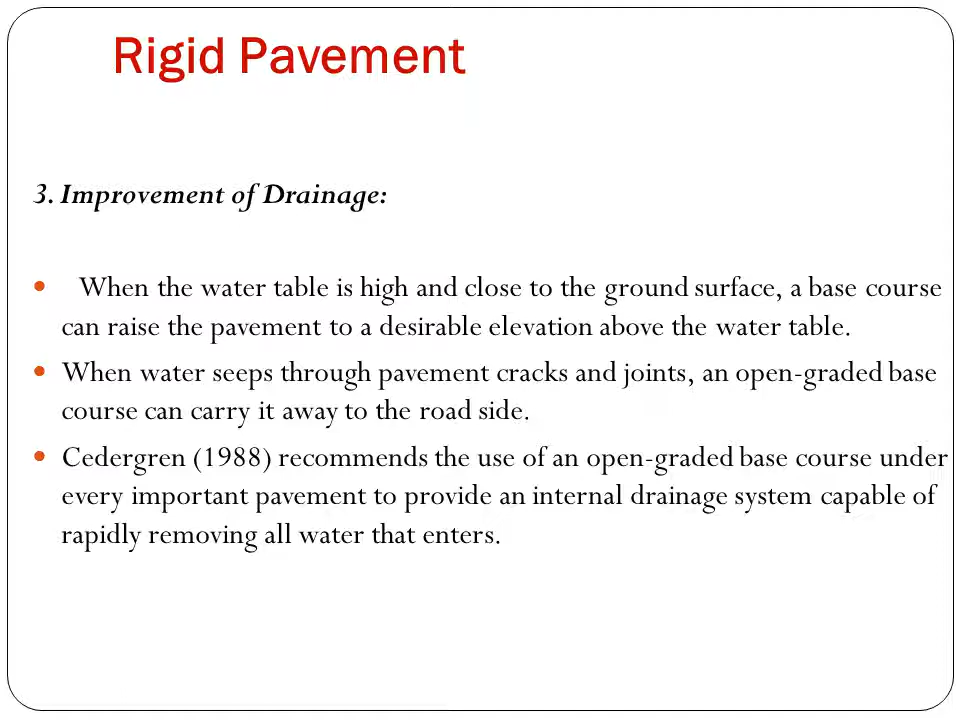 Rigid Pavement
3. Improvement of Drainage:
• When the water table is high and close to the ground surface, a base course
can raise the pavement to a desirable elevation above the water table.
• When water seeps through pavement cracks and joints, an open-graded base
course can carry it away to the road side.
• Cedergren (1988) recommends the use of an open-graded base course under
every important pavement to provide an internal drainage system capable of
rapidly removing all water that enters.